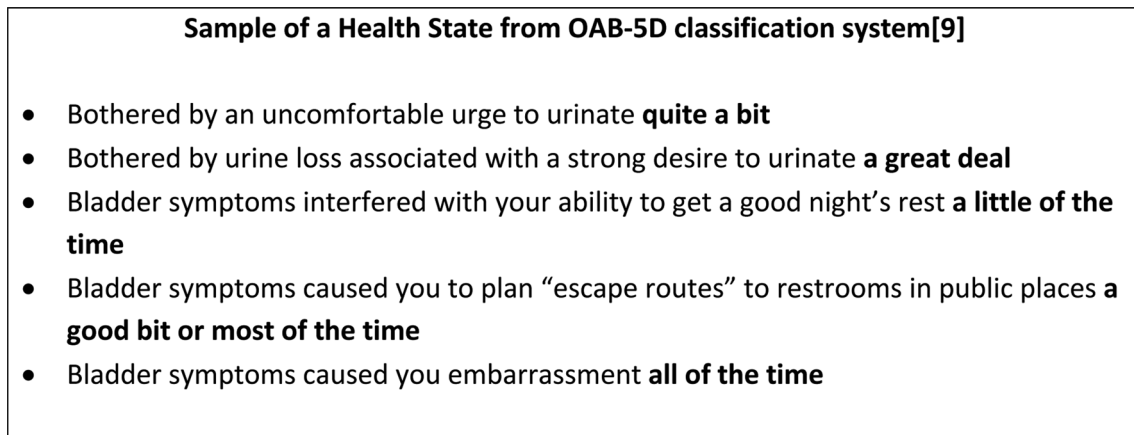 Sample of a Health State from OAB-5D classification system[9]
• Bothered by an uncomfortable urge to urinate quite a bit
• Bothered by urine loss associated with a strong desire to urinate a great deal
• Bladder symptoms interfered with your ability to get a good night’s rest a little of the
time
• Bladder symptoms caused you to plan “escape routes” to restrooms in public places a
good bit or most of the time
• Bladder symptoms caused you embarrassment all of the time